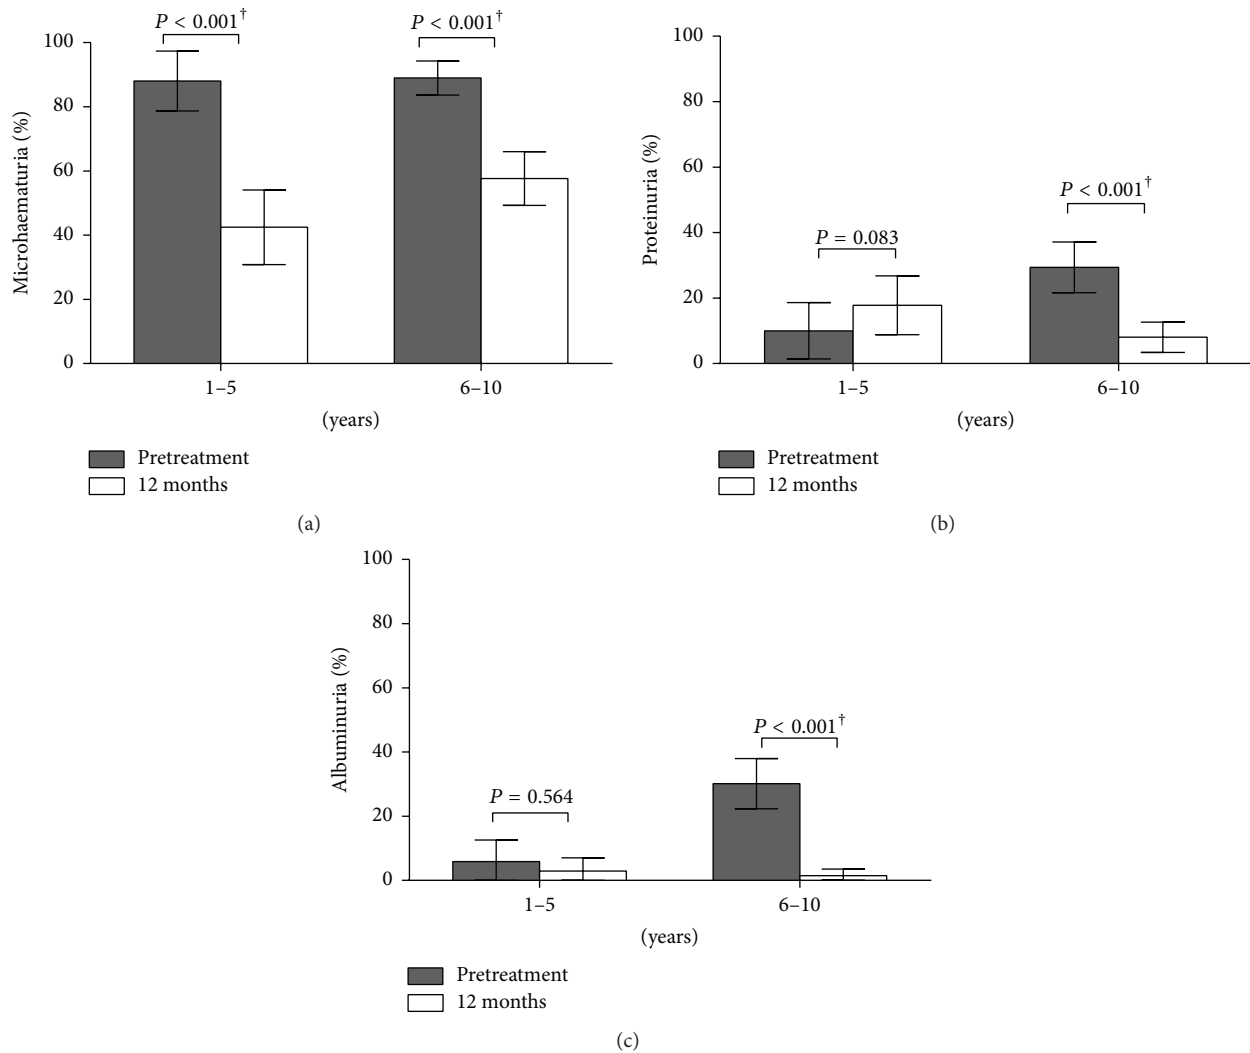 P < 0.001†
P < 0.001†
100
80
60
40
20
0
Microhaematuria (%)
1–5
6–10
(years)
Pretreatment
12 months
(a)
100
80
60
40
20
0
Proteinuria (%)
P = 0.083
P < 0.001†
1–5
6–10
(years)
Pretreatment
12 months
(b)
100
80
60
40
20
0
Albuminuria (%)
P = 0.564
P < 0.001†
1–5
6–10
(years)
Pretreatment
12 months
(c)